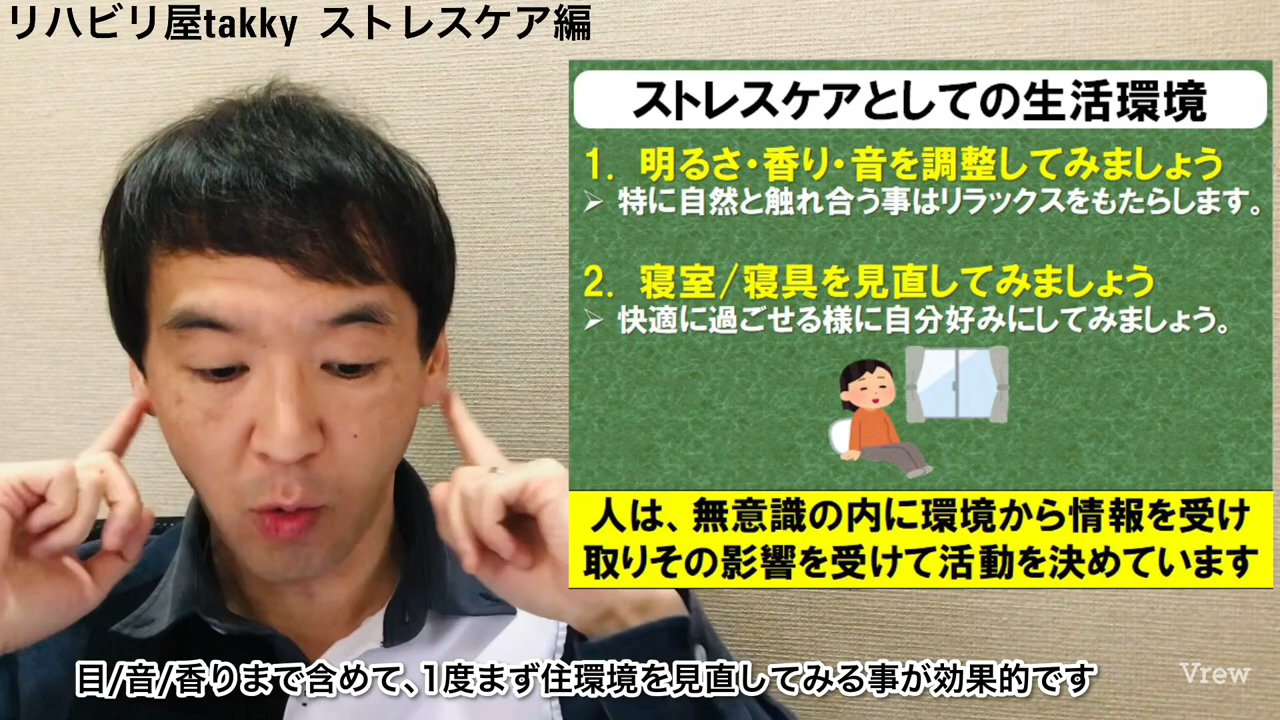 リハビリ屋takky ストレスケア編
ストレスケアとしての生活環境
1. 明るさ・香り・音を調整してみましょう
➢ 特に自然と触れ合う事はリラックスをもたらします。
2. 寝室/寝具を見直してみましょう
➢ 快適に過ごせる様に自分好みにしてみましょう。
人は、無意識の内に環境から情報を受け
取りその影響を受けて活動を決めています
目/音/香りまで含めて、1度まず住環境を見直してみる事が効果的です
Vrew